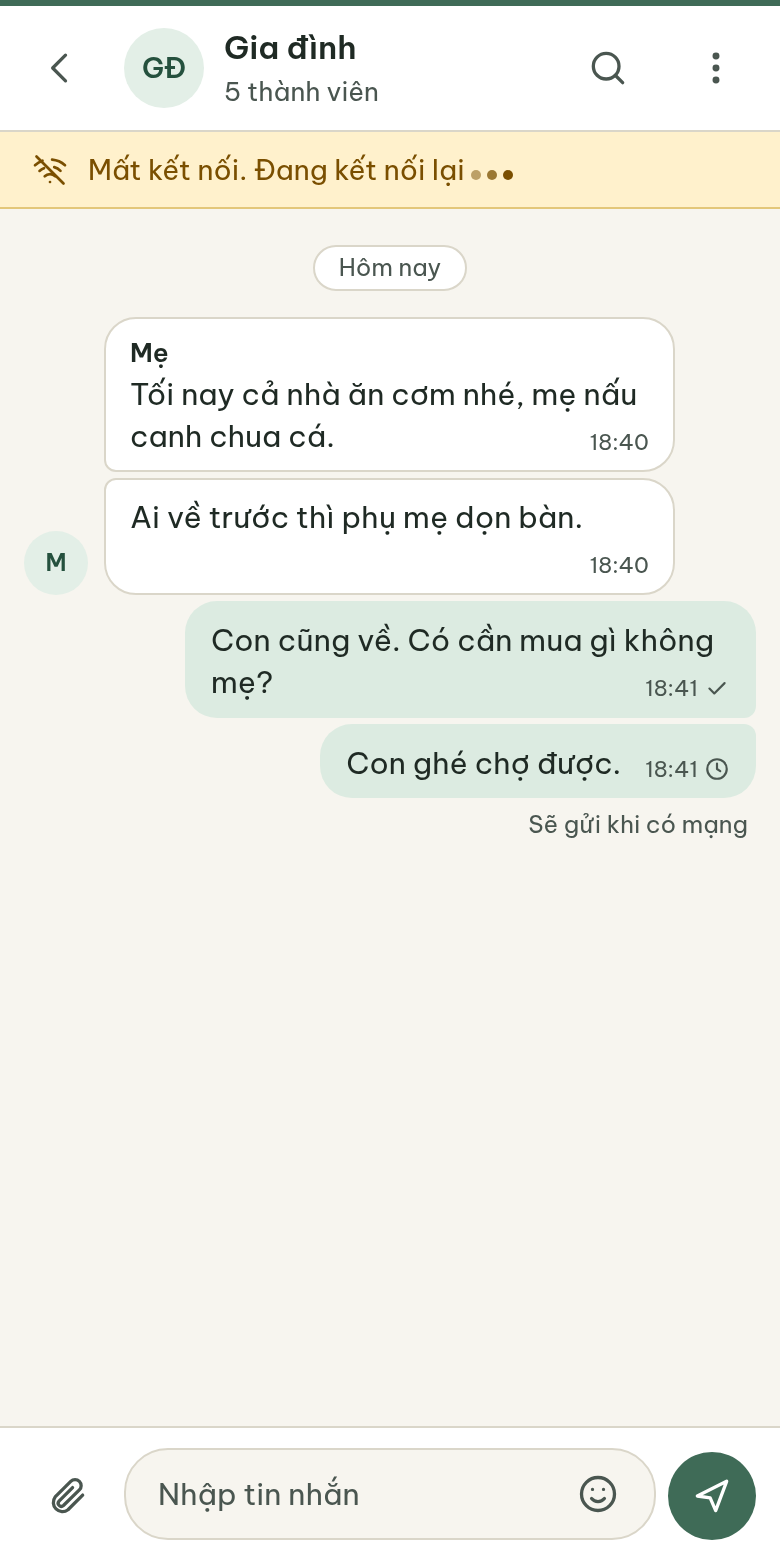 GĐ
Gia đình
5 thành viên
Mất kết nối. Đang kết nối lại
Hôm nay
Mẹ
Tối nay cả nhà ăn cơm nhé, mẹ nấu
canh chua cá.
18:40
Ai về trước thì phụ mẹ dọn bàn.
18:40
M
Con cũng về. Có cần mua gì không
mẹ?
18:41
Con ghé chợ được.
18:41
Sẽ gửi khi có mạng
Nhập tin nhắn